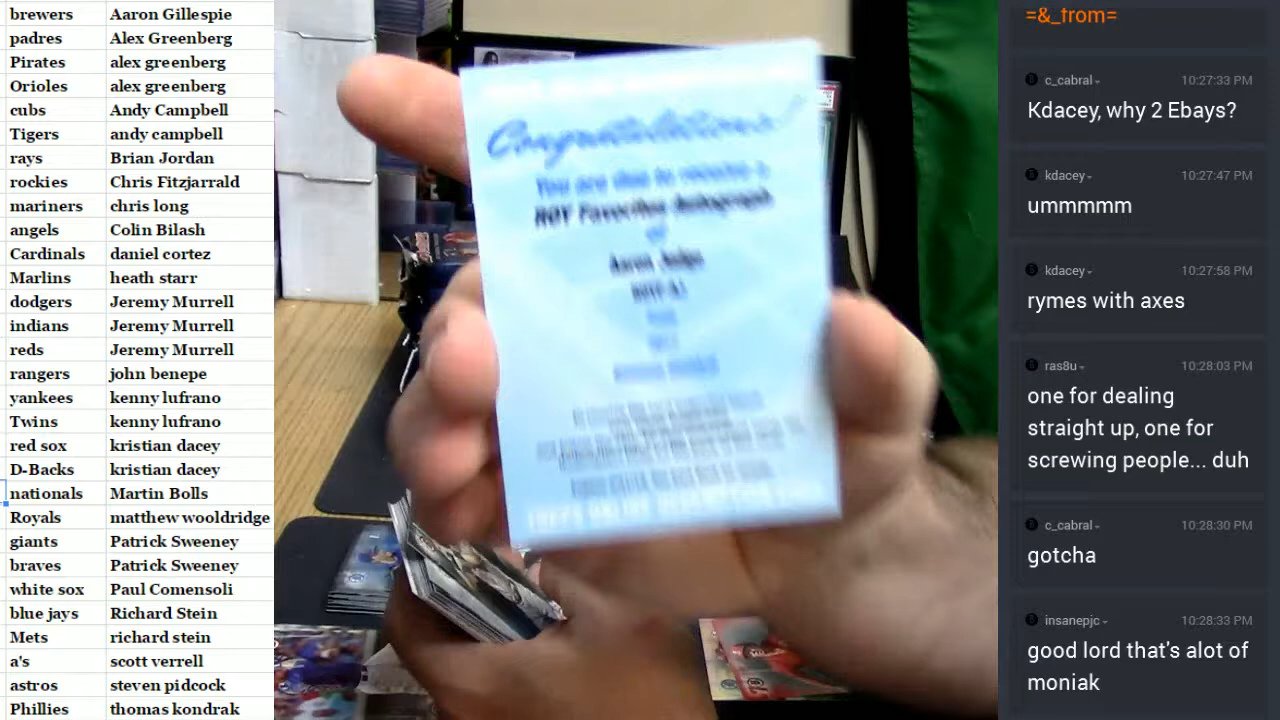 brewers Aaron Gillespie
padres Alex Greenberg
Pirates alex greenberg
Orioles alex greenberg
cubs Andy Campbell
Tigers andy campbell
rays Brian Jordan
rockies Chris Fitzjarrald
mariners chris long
angels Colin Bilash
Cardinals daniel cortez
Marlins heath starr
dodgers Jeremy Murrell
indians Jeremy Murrell
reds Jeremy Murrell
rangers john benepe
yankees kenny lufrano
Twins kenny lufrano
red sox kristian dacey
D-Backs kristian dacey
nationals Martin Bolls
Royals matthew wooldridge
giants Patrick Sweeney
braves Patrick Sweeney
white sox Paul Comensoli
blue jays Richard Stein
Mets richard stein
a's scott verrell
astros steven pidcock
Phillies thomas kondrak
Congratulations!
You are due to receive a
HOT Favorites Autograph
of
Aaron Judge
=&_trom=
c_cabral 10:27:33 PM
Kdacey, why 2 Ebays?
kdacey 10:27:47 PM
ummmmm
kdacey 10:27:58 PM
rymes with axes
ras8u 10:28:03 PM
one for dealing
straight up, one for
screwing people... duh
c_cabral 10:28:30 PM
gotcha
insanepjc 10:28:33 PM
good lord that's alot of
moniak